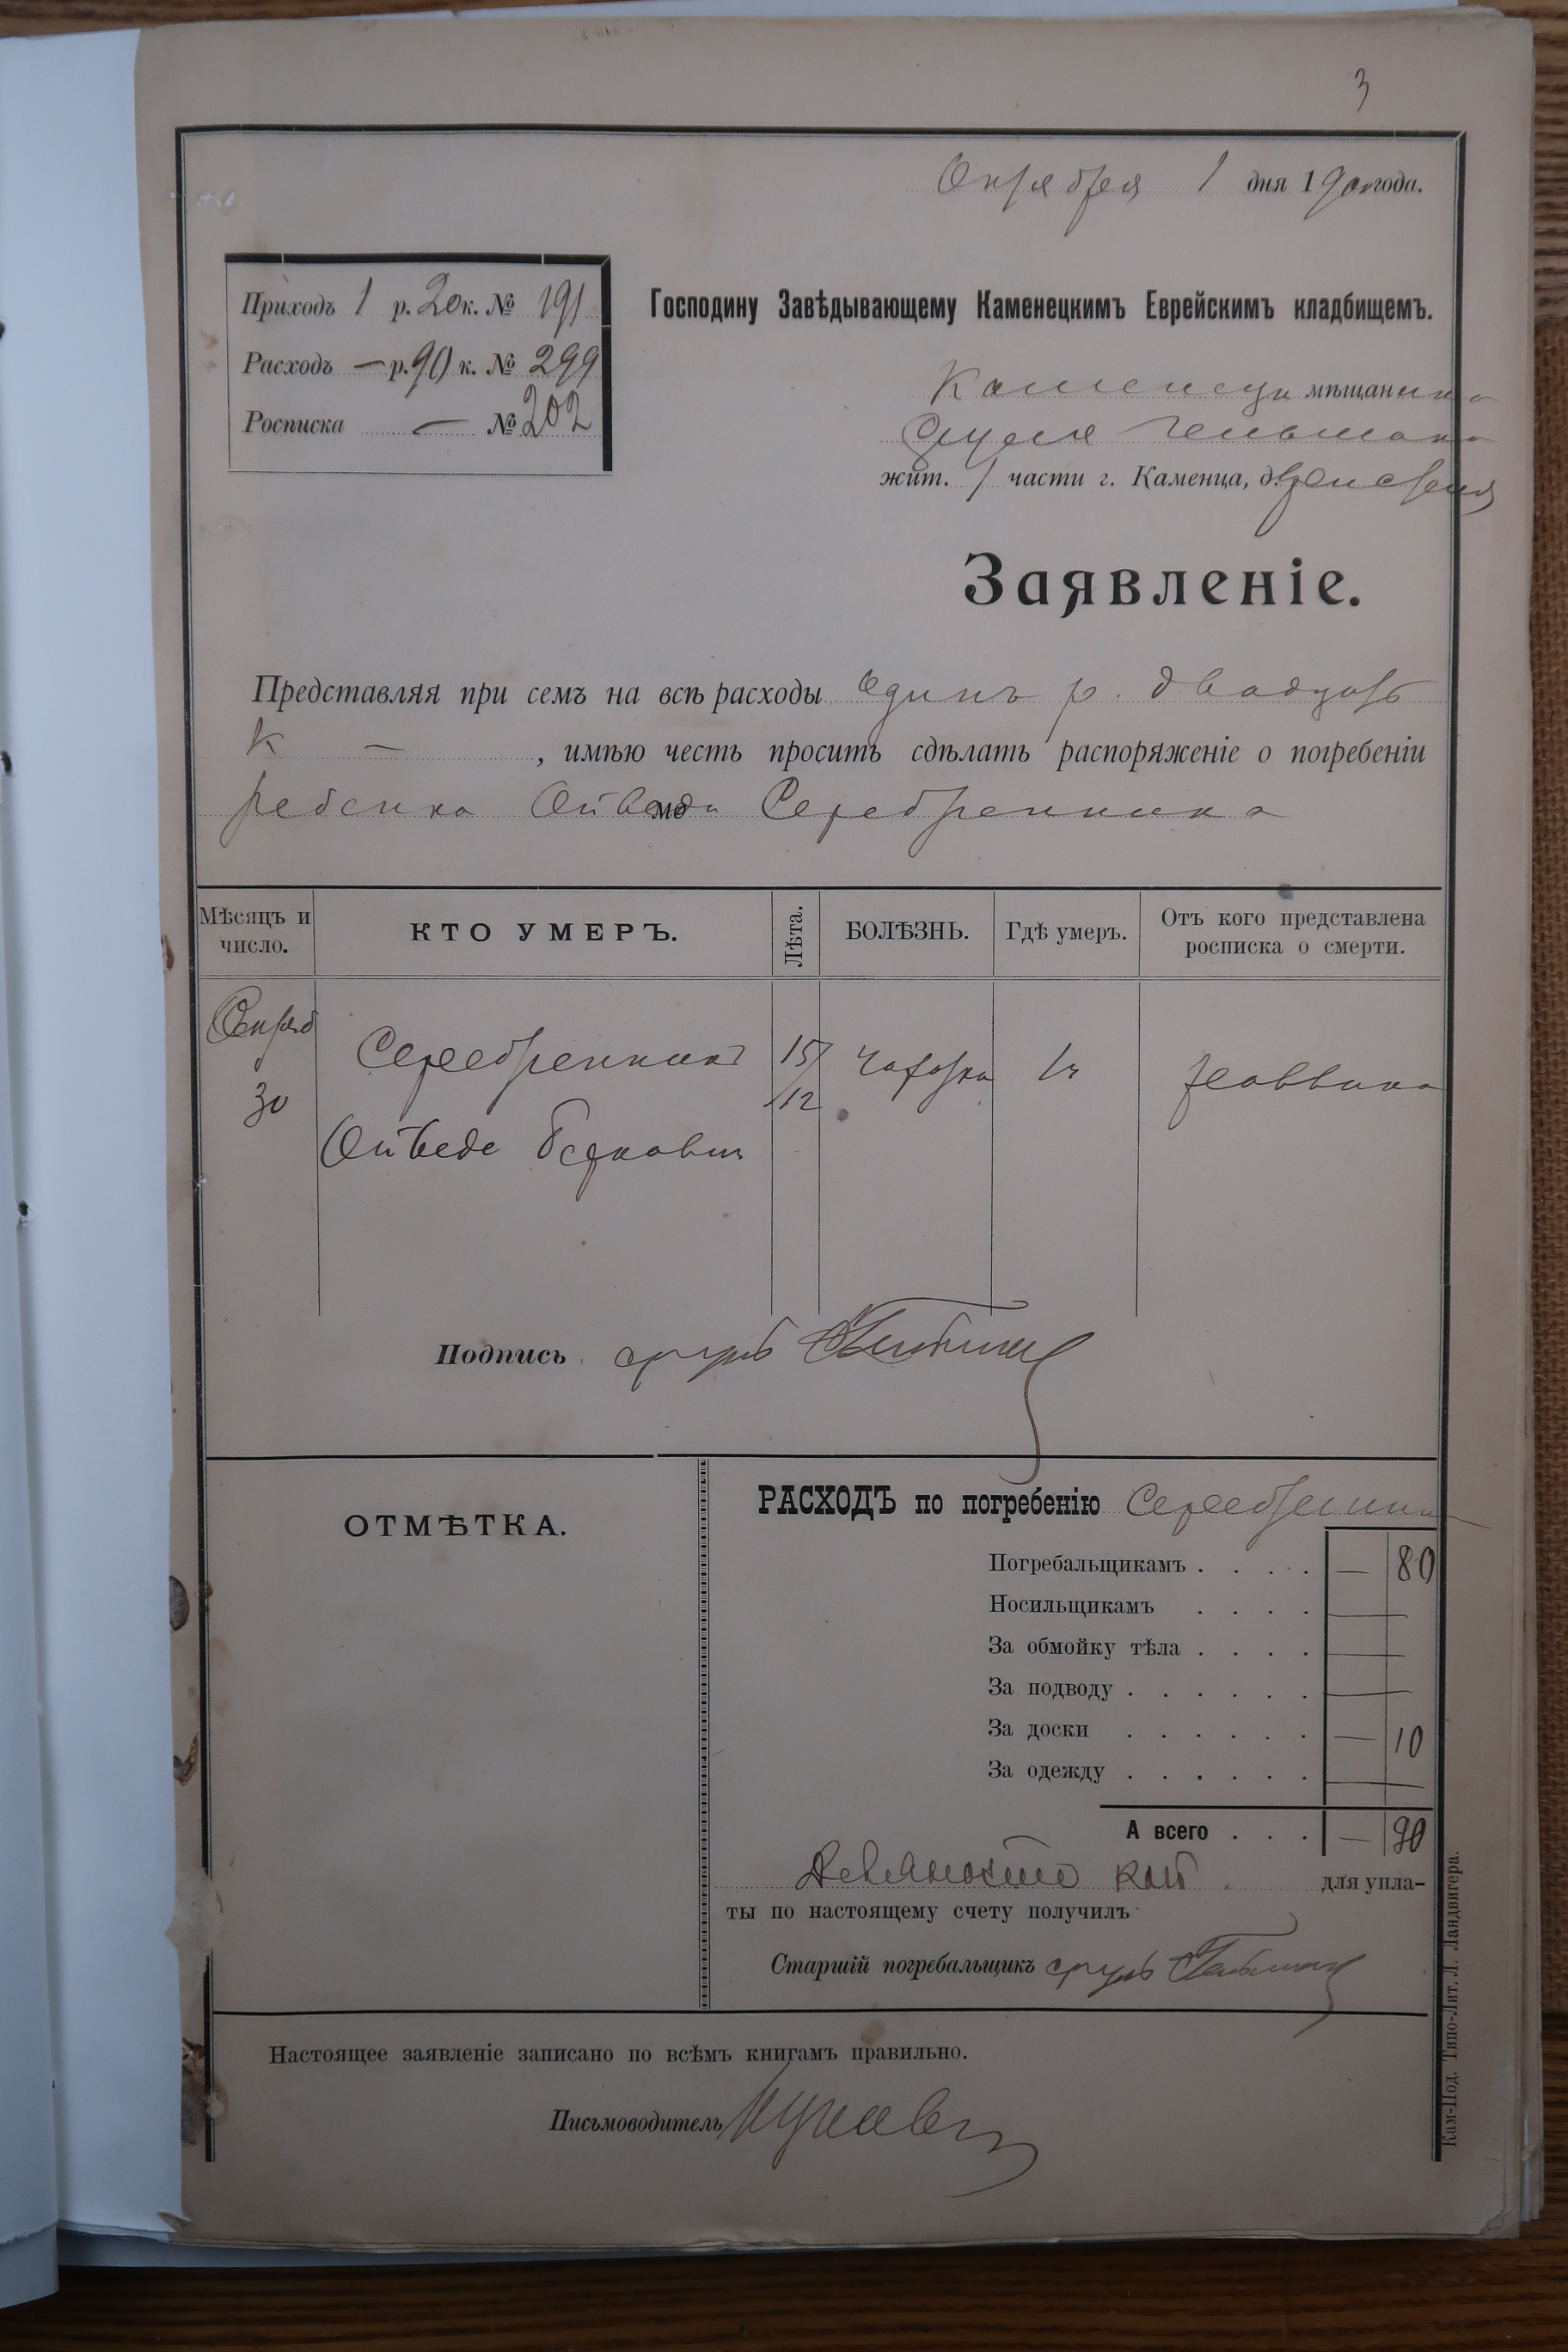 3
Октября 1 дня 1900 года.
Приходъ 1 р. 20 к. № 191
Расходъ — р. 90 к. № 299
Росписка — № 202
Господину Завѣдывающему Каменецкимъ Еврейскимъ кладбищемъ.
мѣщанина
жит. 1 части г. Каменца, д.
Заявленіе.
Представляя при семъ на всѣ расходы одинъ р. двадцать
к — , имѣю честь просить сдѣлать распоряженіе о погребеніи
ребенка Серебренника
Мѣсяцъ и число.
КТО УМЕРЪ.
Лѣта.
БОЛѢЗНЬ.
Гдѣ умеръ.
Отъ кого представлена росписка о смерти.
30
Серебренникъ
15/12
Берковичъ
Подпись
ОТМѢТКА.
РАСХОДЪ по погребенію
Погребальщикамъ . . . . — 80
Носильщикамъ . . . . —
За обмойку тѣла . . . . —
За подводу . . . . . . —
За доски . . . . . . — 10
За одежду . . . . . . —
А всего . . . — 90
Девяносто коп . для упла-
ты по настоящему счету получилъ
Старшій погребальщикъ
Настоящее заявленіе записано по всѣмъ книгамъ правильно.
Письмоводитель
Кам-Под. Типо-Лит. Л. Ландвигера.